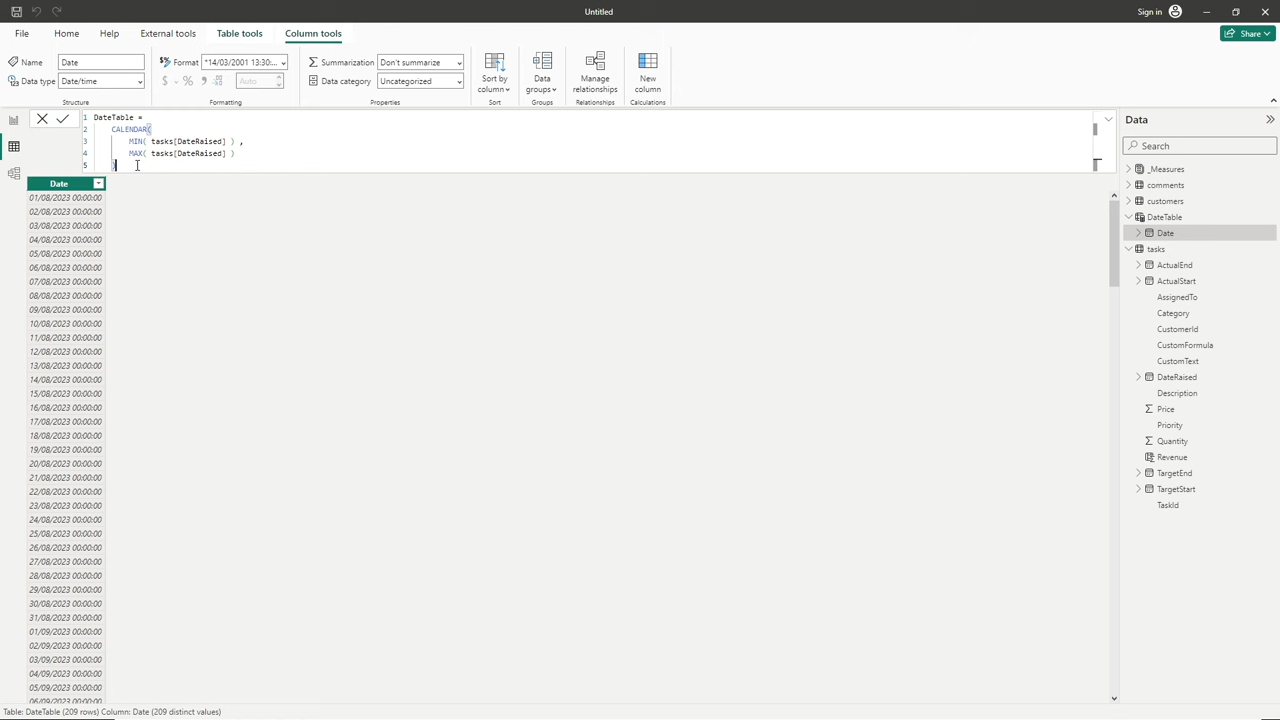 Untitled
Sign in
File
Home
Help
External tools
Table tools
Column tools
Share
Name
Date
Format
*14/03/2001 13:30:...
Summarization
Don't summarize
Data type
Date/time
$
%
Auto
Data category
Uncategorized
Sort by
column
Data
groups
Manage
relationships
New
column
Structure
Formatting
Properties
Sort
Groups
Relationships
Calculations
1 DateTable =
2 CALENDAR(
3 MIN( tasks[DateRaised] ) ,
4 MAX( tasks[DateRaised] )
5 )
Date
01/08/2023 00:00:00
02/08/2023 00:00:00
03/08/2023 00:00:00
04/08/2023 00:00:00
05/08/2023 00:00:00
06/08/2023 00:00:00
07/08/2023 00:00:00
08/08/2023 00:00:00
09/08/2023 00:00:00
10/08/2023 00:00:00
11/08/2023 00:00:00
12/08/2023 00:00:00
13/08/2023 00:00:00
14/08/2023 00:00:00
15/08/2023 00:00:00
16/08/2023 00:00:00
17/08/2023 00:00:00
18/08/2023 00:00:00
19/08/2023 00:00:00
20/08/2023 00:00:00
21/08/2023 00:00:00
22/08/2023 00:00:00
23/08/2023 00:00:00
24/08/2023 00:00:00
25/08/2023 00:00:00
26/08/2023 00:00:00
27/08/2023 00:00:00
28/08/2023 00:00:00
29/08/2023 00:00:00
30/08/2023 00:00:00
31/08/2023 00:00:00
01/09/2023 00:00:00
02/09/2023 00:00:00
03/09/2023 00:00:00
04/09/2023 00:00:00
05/09/2023 00:00:00
06/09/2023 00:00:00
Data
Search
_Measures
comments
customers
DateTable
Date
tasks
ActualEnd
ActualStart
AssignedTo
Category
CustomerId
CustomFormula
CustomText
DateRaised
Description
Price
Priority
Quantity
Revenue
TargetEnd
TargetStart
TaskId
Table: DateTable (209 rows) Column: Date (209 distinct values)